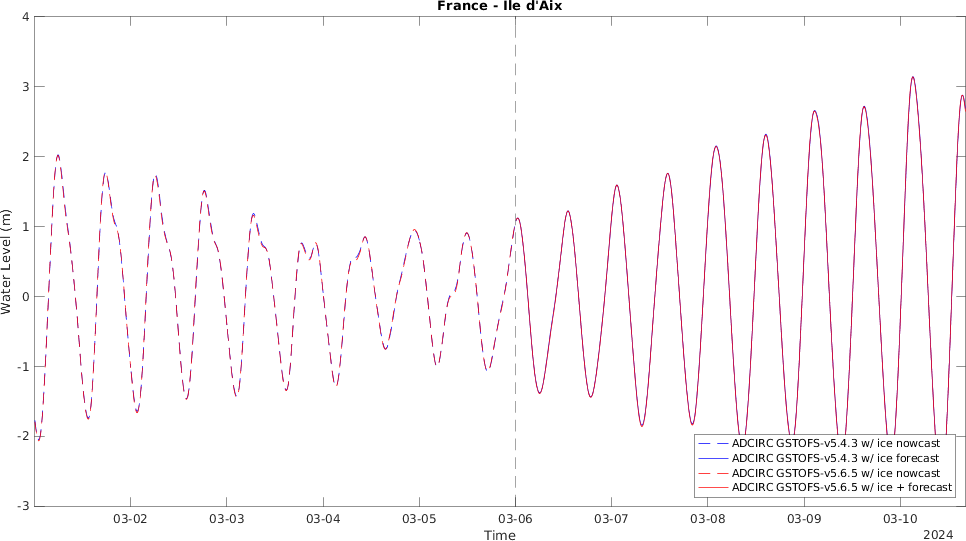 France - Ile d'Aix
4
3
2
1
0
-1
-2
-3
Water Level (m)
03-02 03-03 03-04 03-05 03-06 03-07 03-08 03-09 03-10
Time
2024
ADCIRC GSTOFS-v5.4.3 w/ ice nowcast
ADCIRC GSTOFS-v5.4.3 w/ ice forecast
ADCIRC GSTOFS-v5.6.5 w/ ice nowcast
ADCIRC GSTOFS-v5.6.5 w/ ice + forecast